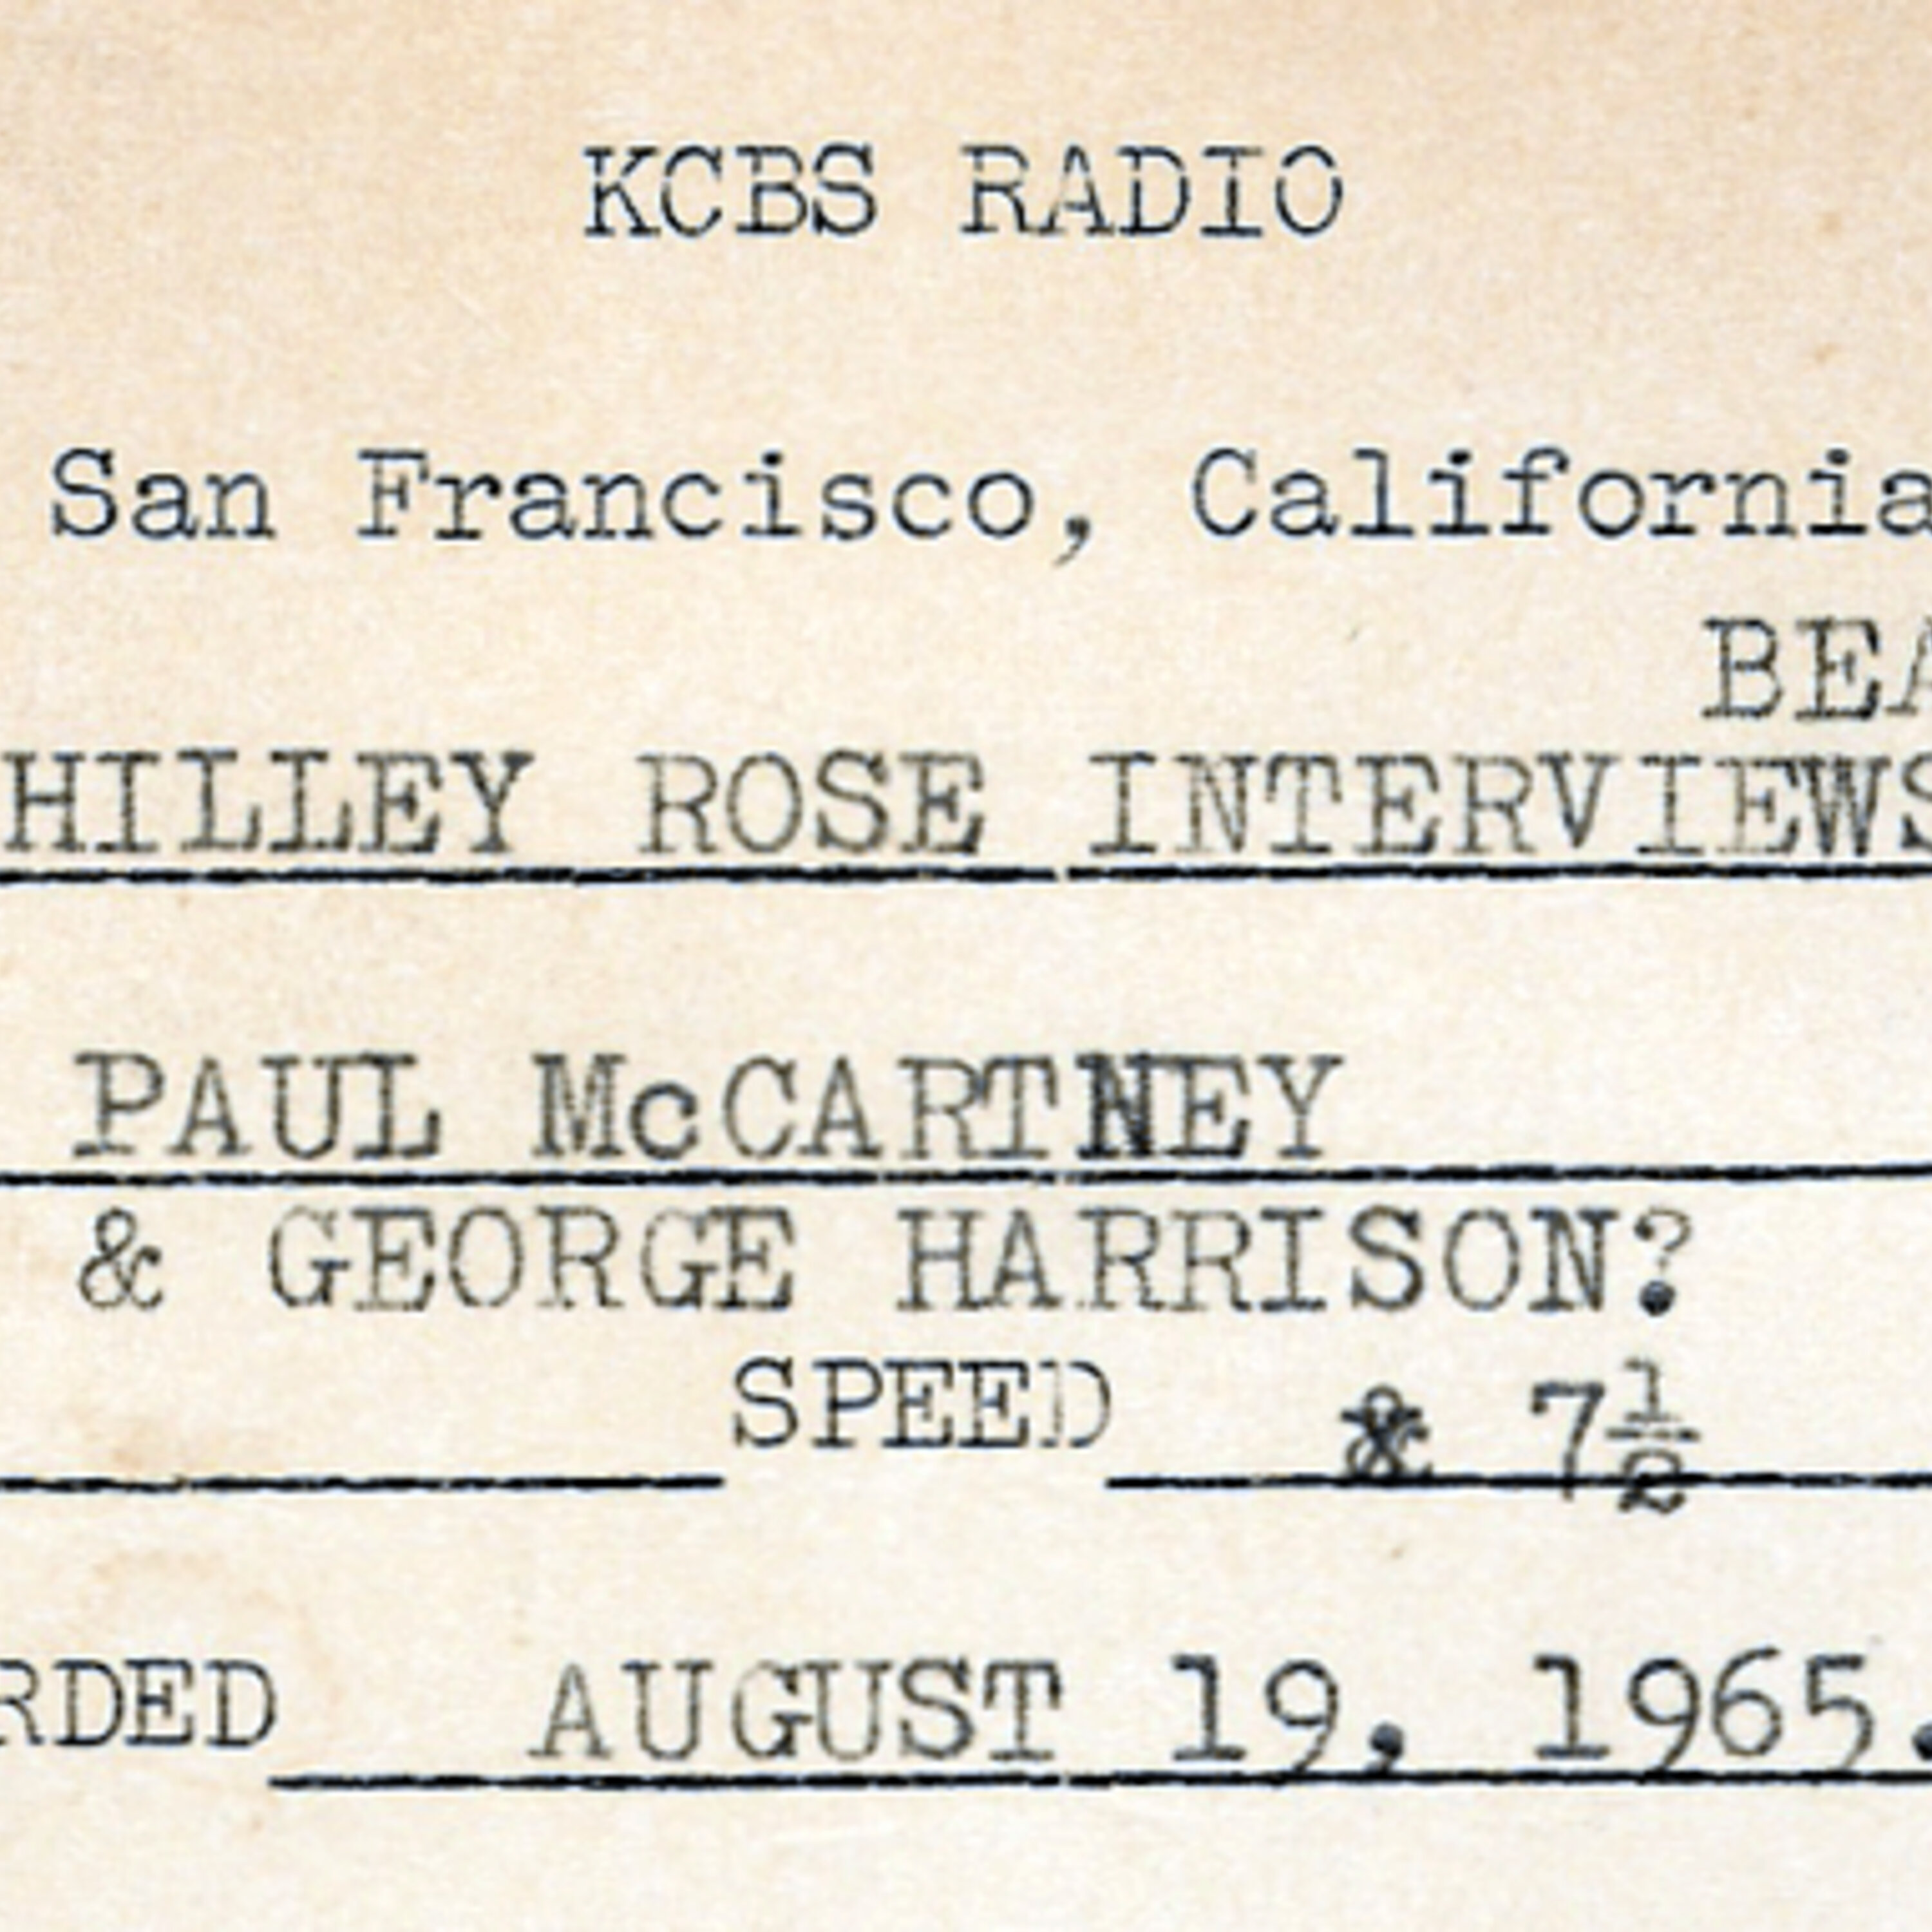 KCBS RADIO
San Francisco, California
BEA
HILLEY ROSE INTERVIEWS
PAUL McCARTNEY
& GEORGE HARRISON?
SPEED & 7½
RDED AUGUST 19, 1965.